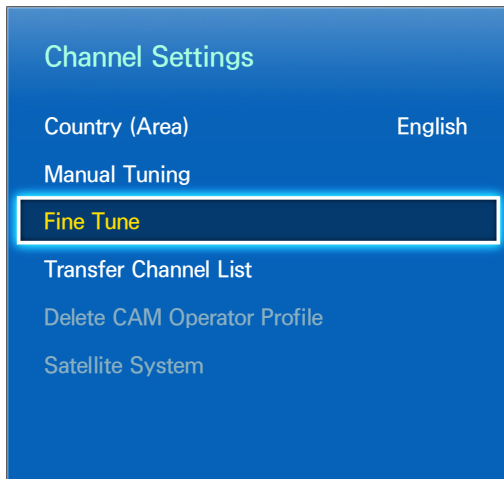 Channel Settings
Country (Area) English
Manual Tuning
Fine Tune
Transfer Channel List
Delete CAM Operator Profile
Satellite System